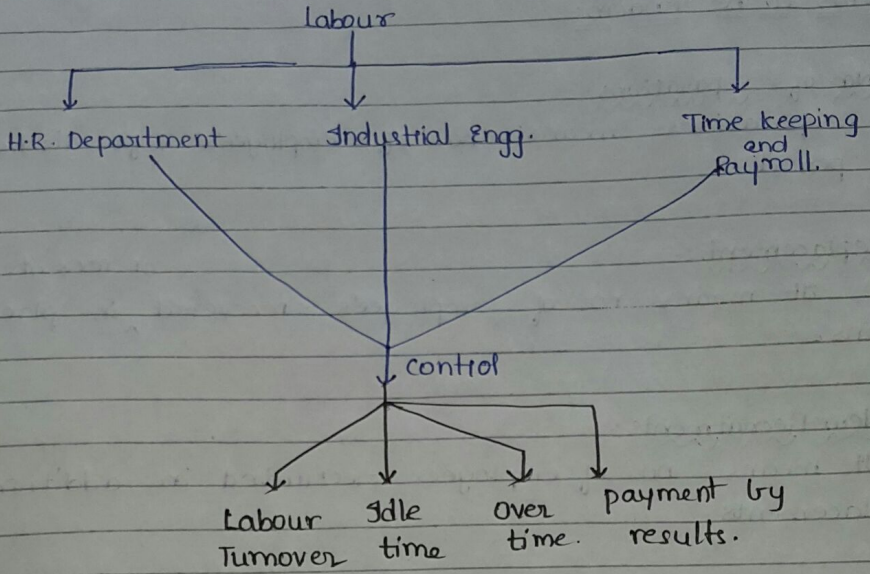 Labour
H.R. Department Industrial Engg. Time keeping
and
Payroll.
Control
Labour Idle Over payment by
Turnover time time. results.